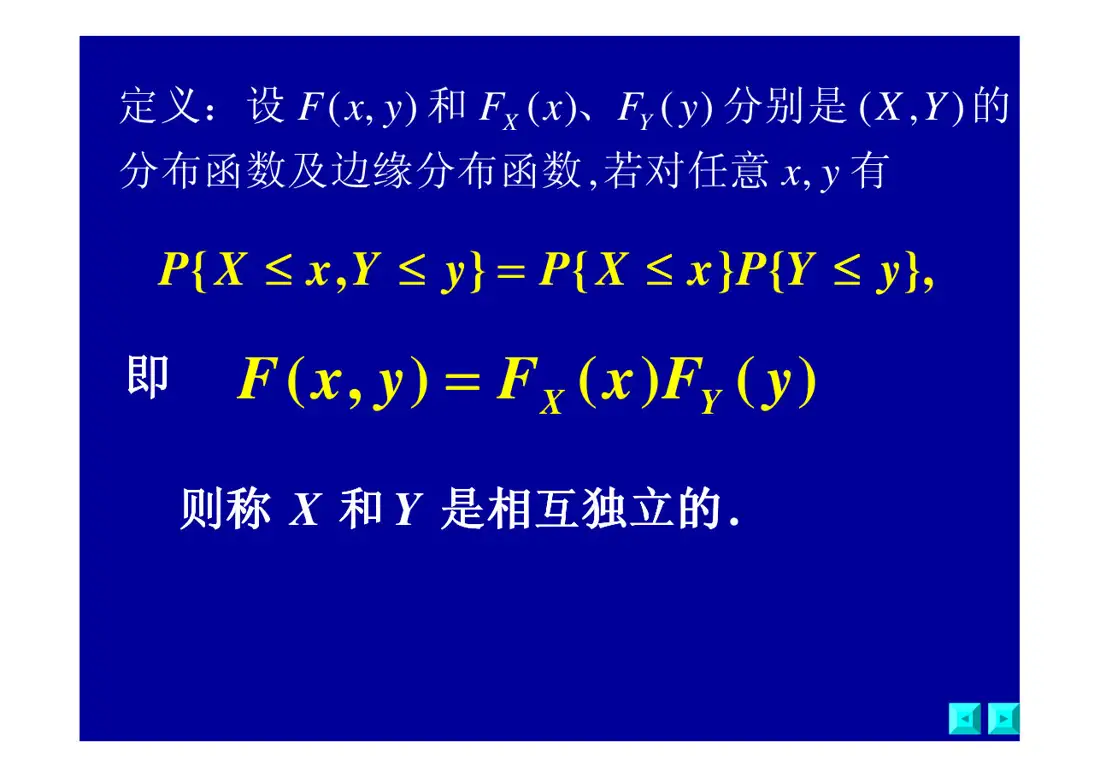 定义：设 F(x, y) 和 F_X(x)、F_Y(y) 分别是 (X,Y) 的
分布函数及边缘分布函数,若对任意 x, y 有
P{X ≤ x,Y ≤ y} = P{X ≤ x}P{Y ≤ y},
即 F(x, y) = F_X(x)F_Y(y)
则称 X 和 Y 是相互独立的.